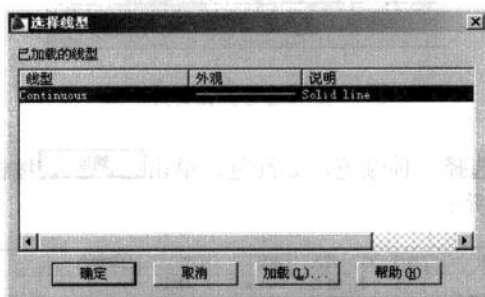 选择线型
已加载的线型
线型 外观 说明
Continuous Solid line
确定 取消 加载(L)... 帮助(H)